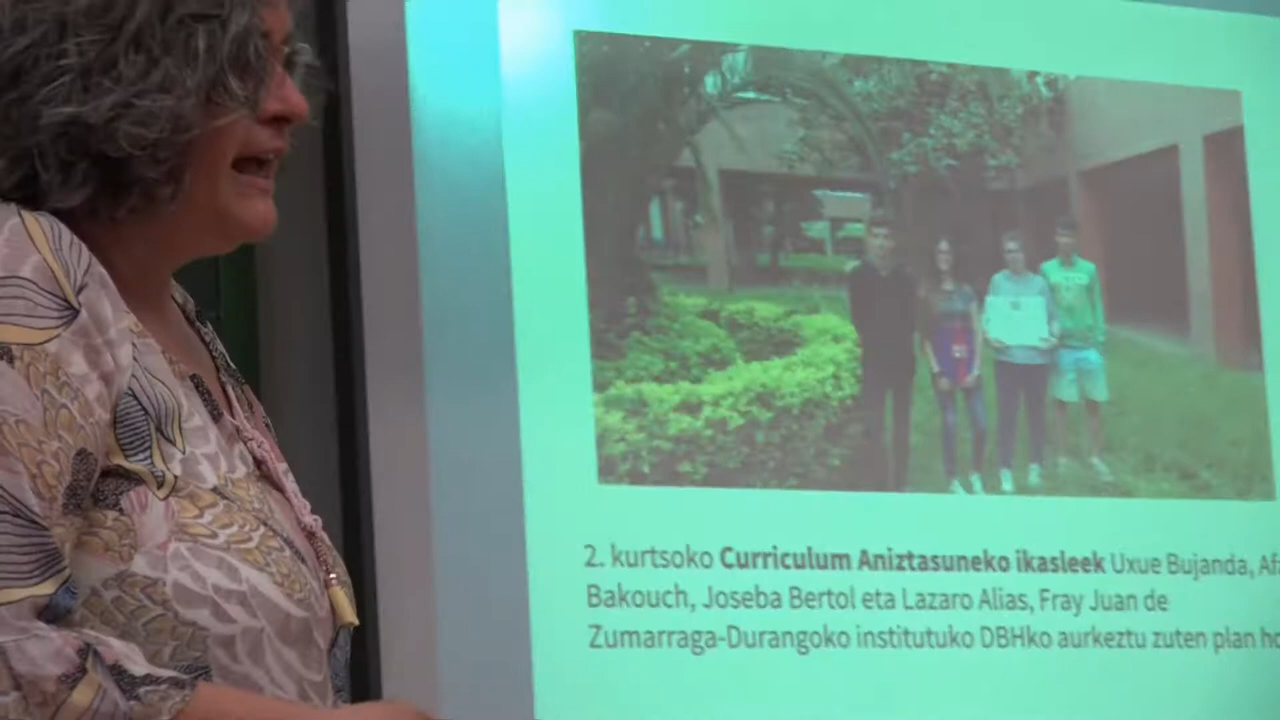 2. kurtsoko Curriculum Aniztasuneko ikasleek Uxue Bujanda,
Bakouch, Joseba Bertol eta Lazaro Alias, Fray Juan de
Zumarraga-Durangoko institutuko DBHko aurkeztu zuten plan